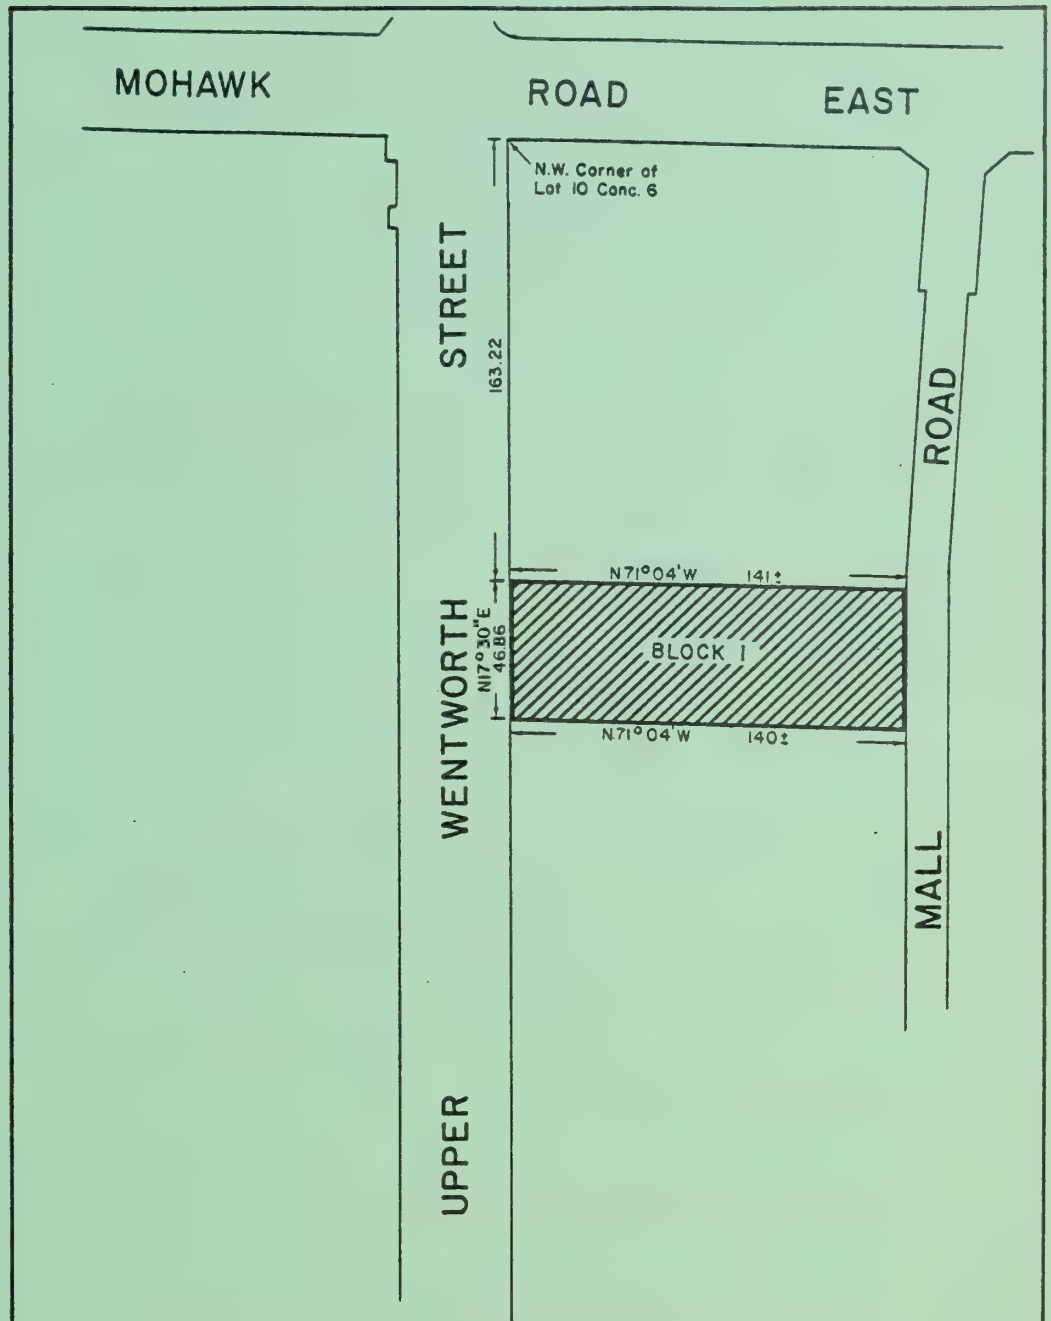 MOHAWK ROAD EAST
N.W. Corner of
Lot 10 Conc. 6
STREET
163.22
ROAD
N71°04'W 141±
WENTWORTH
N17°30"E
46.86
BLOCK 1
N.71°04'W 140±
MALL
UPPER